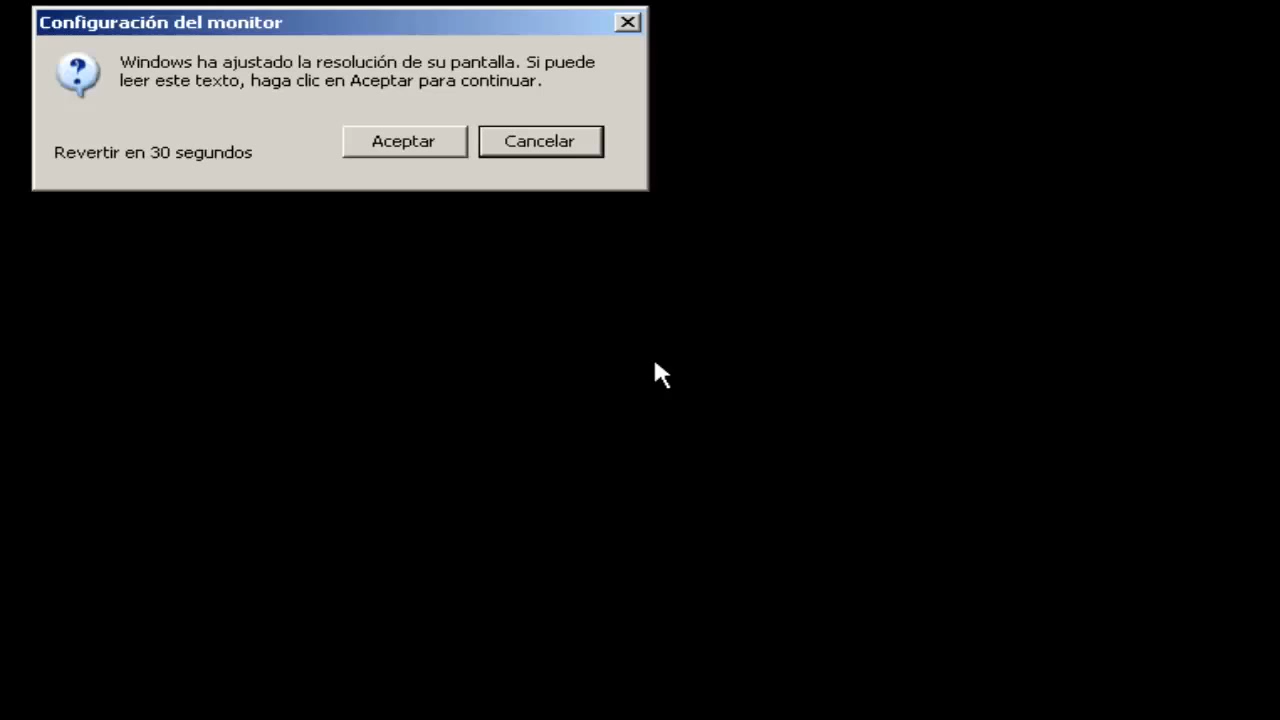 Configuración del monitor
Windows ha ajustado la resolución de su pantalla. Si puede
leer este texto, haga clic en Aceptar para continuar.
Aceptar
Cancelar
Revertir en 30 segundos